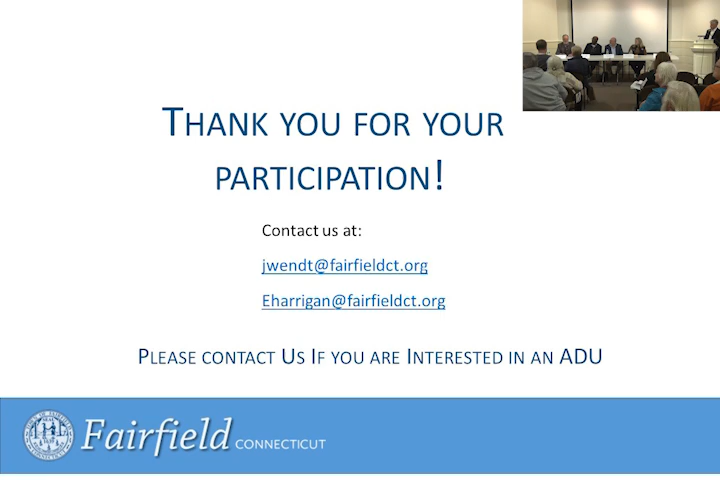 THANK YOU FOR YOUR
PARTICIPATION!
Contact us at:
jwendt@fairfieldct.org
Eharrigan@fairfieldct.org
PLEASE CONTACT US IF YOU ARE INTERESTED IN AN ADU
Fairfield CONNECTICUT